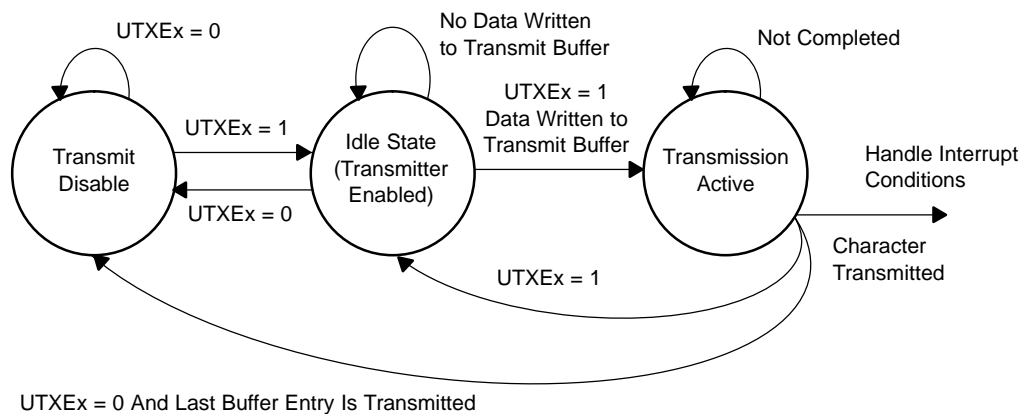 UTXEx = 0
No Data Written
to Transmit Buffer
Not Completed
UTXEx = 1
UTXEx = 1
Data Written to
Transmit Buffer
Transmit
Disable
Idle State
(Transmitter
Enabled)
Transmission
Active
Handle Interrupt
Conditions
UTXEx = 0
Character
Transmitted
UTXEx = 1
UTXEx = 0 And Last Buffer Entry Is Transmitted